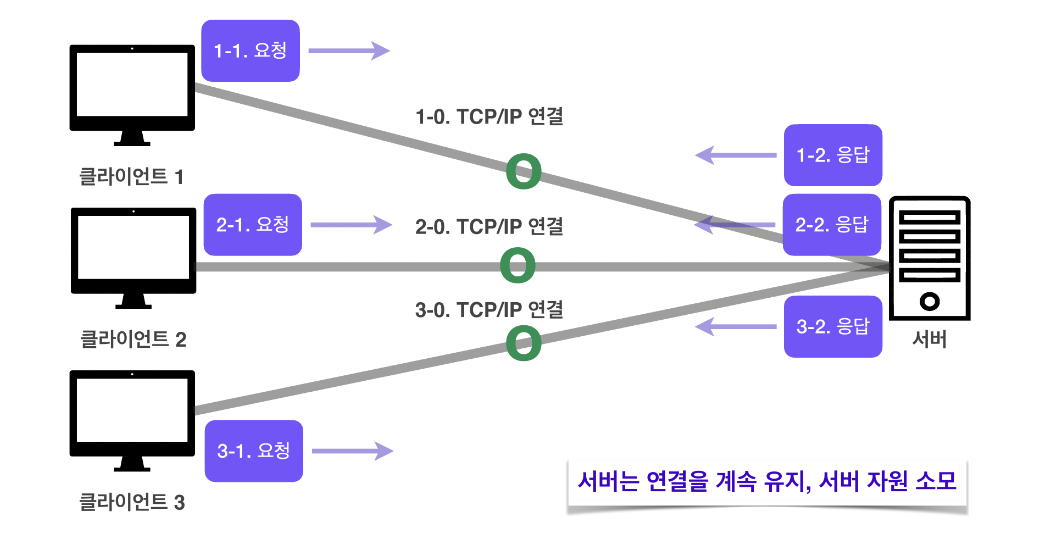 1-1. 요청
1-0. TCP/IP 연결
1-2. 응답
클라이언트 1
O
2-1. 요청
2-0. TCP/IP 연결
2-2. 응답
O
클라이언트 2
3-0. TCP/IP 연결
O
3-2. 응답
서버
3-1. 요청
클라이언트 3
서버는 연결을 계속 유지, 서버 자원 소모